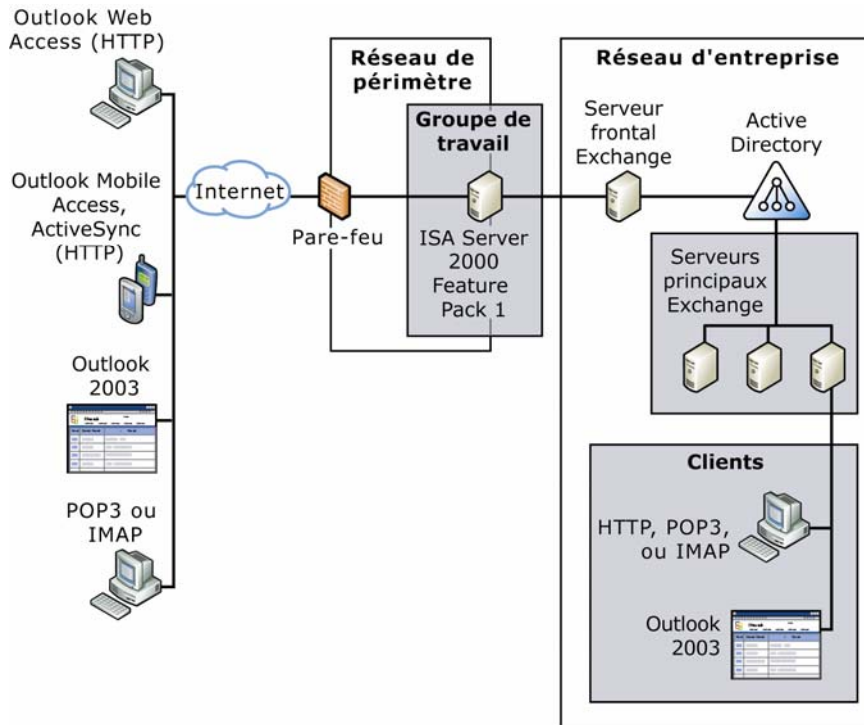 Outlook Web
Access (HTTP)
Outlook Mobile
Access,
ActiveSync
(HTTP)
Outlook
2003
POP3 ou
IMAP
Internet
Réseau de
périmètre
Pare-feu
Groupe de
travail
ISA Server
2000
Feature
Pack 1
Réseau d'entreprise
Serveur
frontal
Exchange
Active
Directory
Serveurs
principaux
Exchange
Clients
HTTP, POP3,
ou IMAP
Outlook
2003